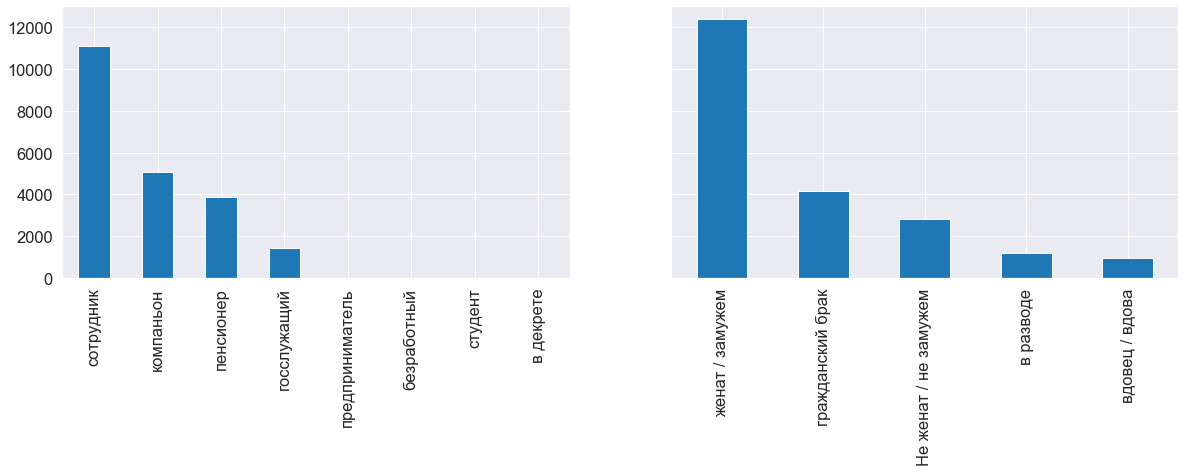 12000
10000
8000
6000
4000
2000
0
сотрудник
компаньон
пенсионер
госслужащий
предприниматель
безработный
студент
в декрете
женат / замужем
гражданский брак
Не женат / не замужем
в разводе
вдовец / вдова